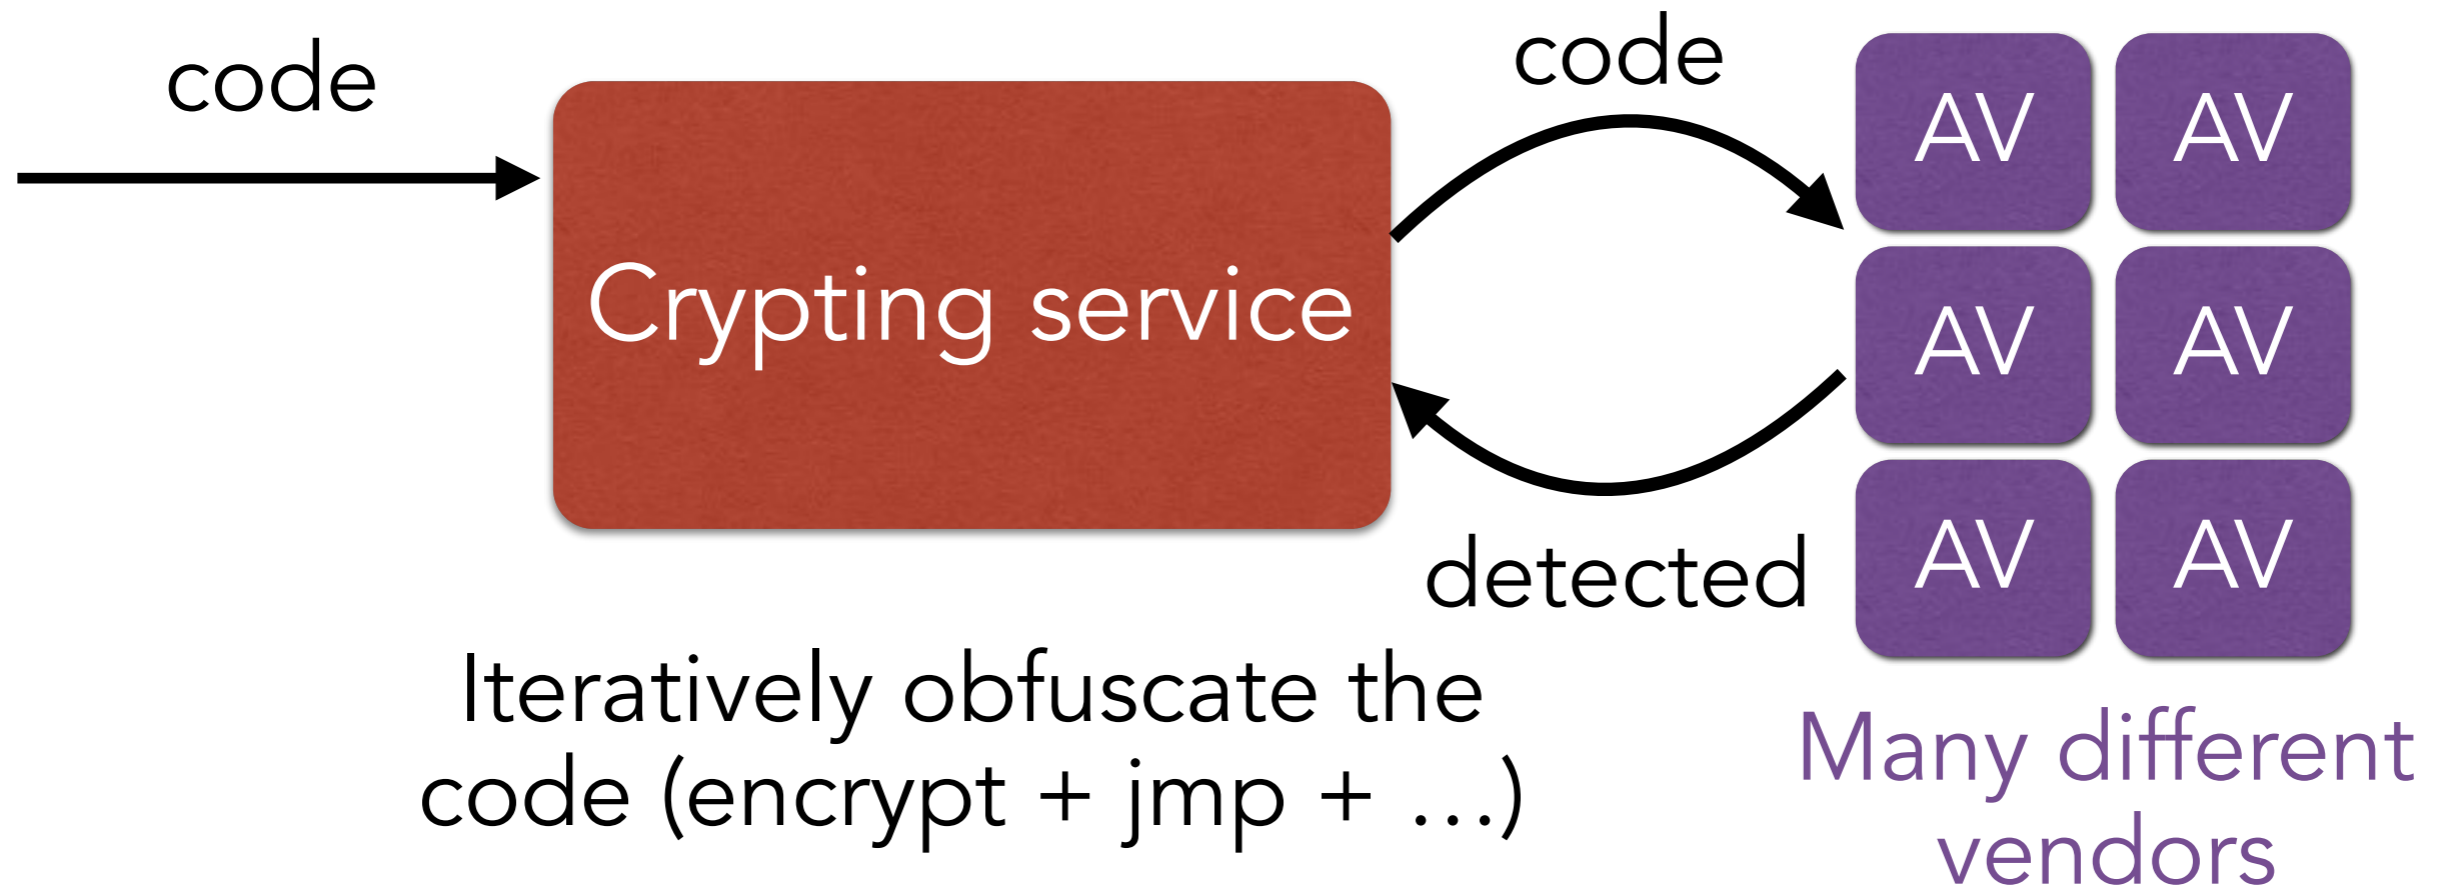 code
code
Crypting service
AV AV
AV AV
AV AV
detected
Iteratively obfuscate the
code (encrypt + jmp + …)
Many different
vendors